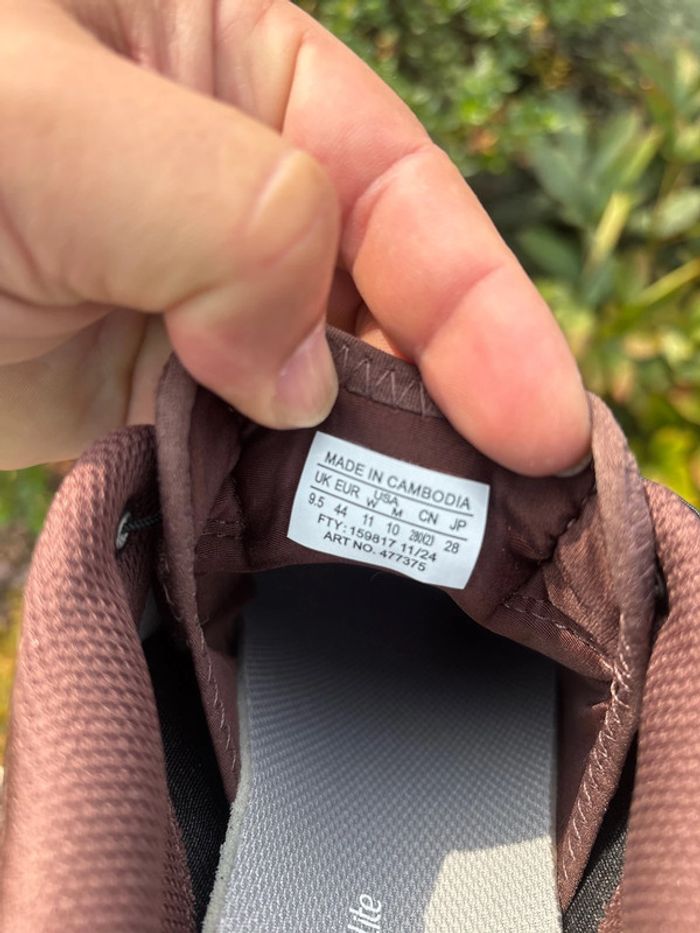 MADE IN CAMBODIA
UK EUR USA CN JP
W M
9.5 44 11 10 280(2) 28
FTY: 159817 11/24
ART NO. 477375
lite